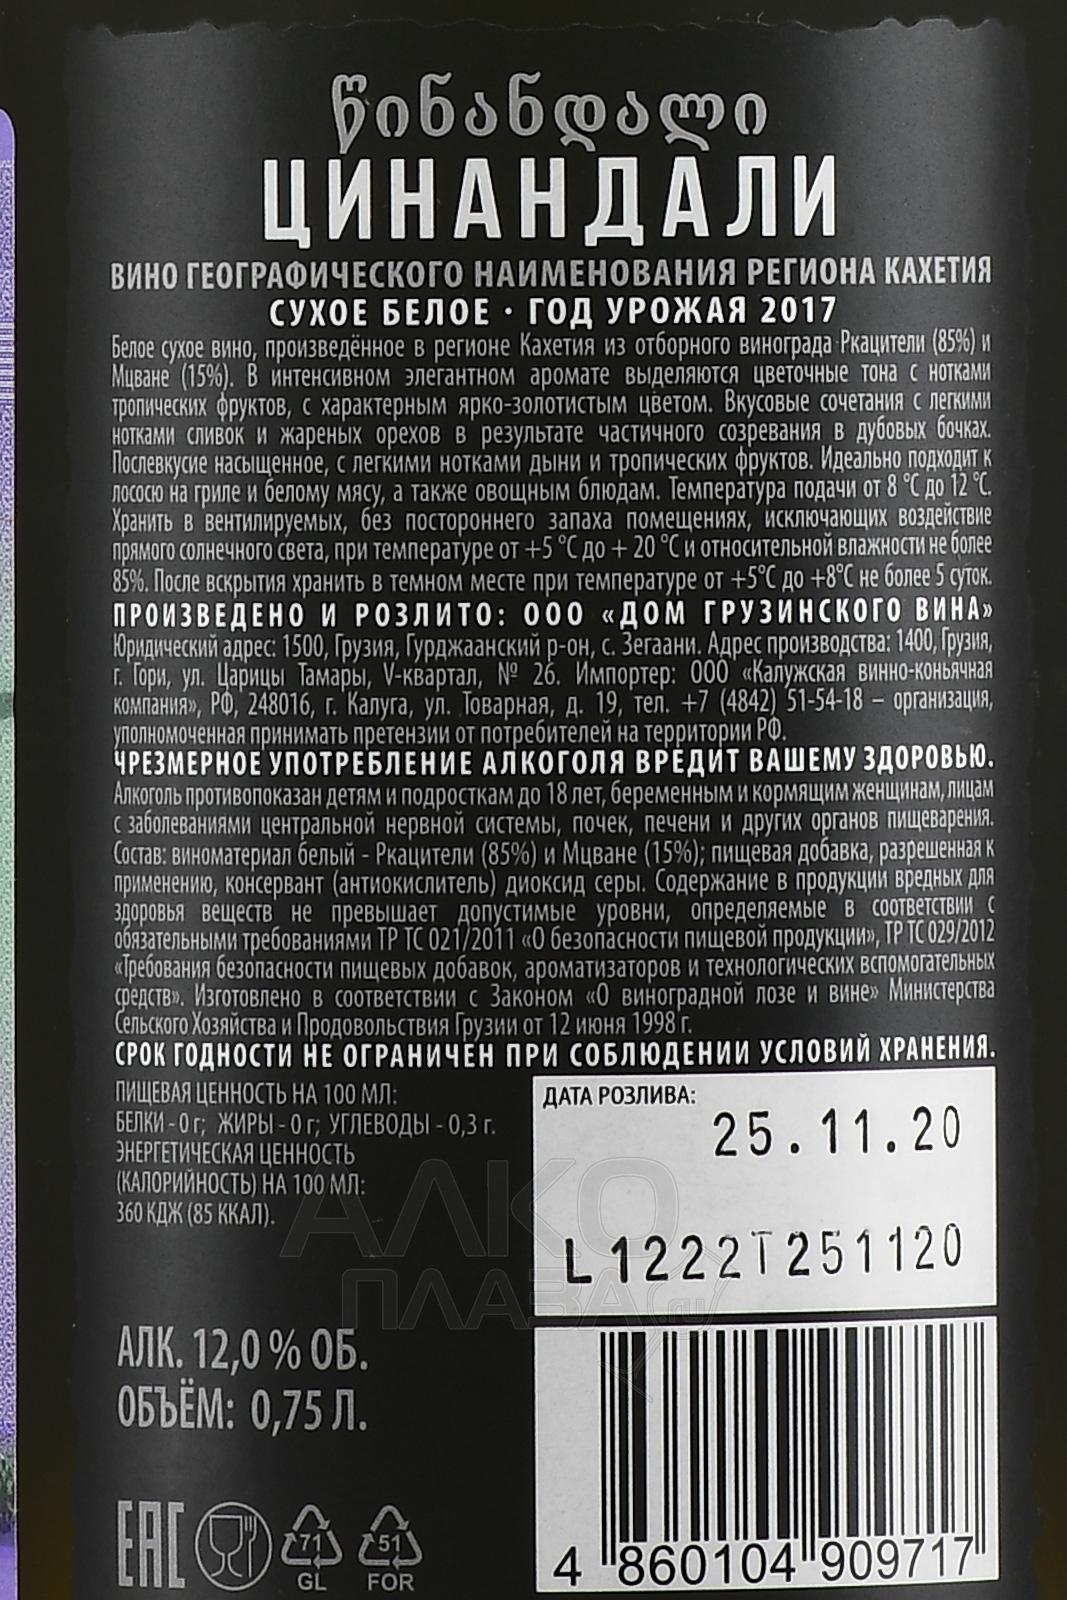 წინანდალი
ЦИНАНДАЛИ
ВИНО ГЕОГРАФИЧЕСКОГО НАИМЕНОВАНИЯ РЕГИОНА КАХЕТИЯ
СУХОЕ БЕЛОЕ · ГОД УРОЖАЯ 2017
Белое сухое вино, произведённое в регионе Кахетия из отборного винограда Ркацители (85%) и
Мцване (15%). В интенсивном элегантном аромате выделяются цветочные тона с нотками
тропических фруктов, с характерным ярко-золотистым цветом. Вкусовые сочетания с легкими
нотками сливок и жареных орехов в результате частичного созревания в дубовых бочках.
Послевкусие насыщенное, с легкими нотками дыни и тропических фруктов. Идеально подходит к
лососю на гриле и белому мясу, а также овощным блюдам. Температура подачи от 8 °С до 12 °С.
Хранить в вентилируемых, без постороннего запаха помещениях, исключающих воздействие
прямого солнечного света, при температуре от +5 °С до + 20 °С и относительной влажности не более
85%. После вскрытия хранить в темном месте при температуре от +5°С до +8°С не более 5 суток.
ПРОИЗВЕДЕНО И РОЗЛИТО: ООО «ДОМ ГРУЗИНСКОГО ВИНА»
Юридический адрес: 1500, Грузия, Гурджаанский р-он, с. Зегаани. Адрес производства: 1400, Грузия,
г. Гори, ул. Царицы Тамары, V-квартал, № 26. Импортер: ООО «Калужская винно-коньячная
компания», РФ, 248016, г. Калуга, ул. Товарная, д. 19, тел. +7 (4842) 51-54-18 – организация,
уполномоченная принимать претензии от потребителей на территории РФ.
ЧРЕЗМЕРНОЕ УПОТРЕБЛЕНИЕ АЛКОГОЛЯ ВРЕДИТ ВАШЕМУ ЗДОРОВЬЮ.
Алкоголь противопоказан детям и подросткам до 18 лет, беременным и кормящим женщинам, лицам
с заболеваниями центральной нервной системы, почек, печени и других органов пищеварения.
Состав: виноматериал белый - Ркацители (85%) и Мцване (15%); пищевая добавка, разрешенная к
применению, консервант (антиокислитель) диоксид серы. Содержание в продукции вредных для
здоровья веществ не превышает допустимые уровни, определяемые в соответствии с
обязательными требованиями ТР ТС 021/2011 «О безопасности пищевой продукции», ТР ТС 029/2012
«Требования безопасности пищевых добавок, ароматизаторов и технологических вспомогательных
средств». Изготовлено в соответствии с Законом «О виноградной лозе и вине» Министерства
Сельского Хозяйства и Продовольствия Грузии от 12 июня 1998 г.
СРОК ГОДНОСТИ НЕ ОГРАНИЧЕН ПРИ СОБЛЮДЕНИИ УСЛОВИЙ ХРАНЕНИЯ.
ПИЩЕВАЯ ЦЕННОСТЬ НА 100 МЛ:
БЕЛКИ - 0 г; ЖИРЫ - 0 г; УГЛЕВОДЫ - 0,3 г.
ЭНЕРГЕТИЧЕСКАЯ ЦЕННОСТЬ
(КАЛОРИЙНОСТЬ) НА 100 МЛ:
360 КДЖ (85 ККАЛ).
ДАТА РОЗЛИВА:
25.11.20
L1222T251120
АЛКО
ПЛАЗА.ru
АЛК. 12,0 % ОБ.
ОБЪЁМ: 0,75 Л.
EAC
71
GL
51
FOR
4 860104 909717